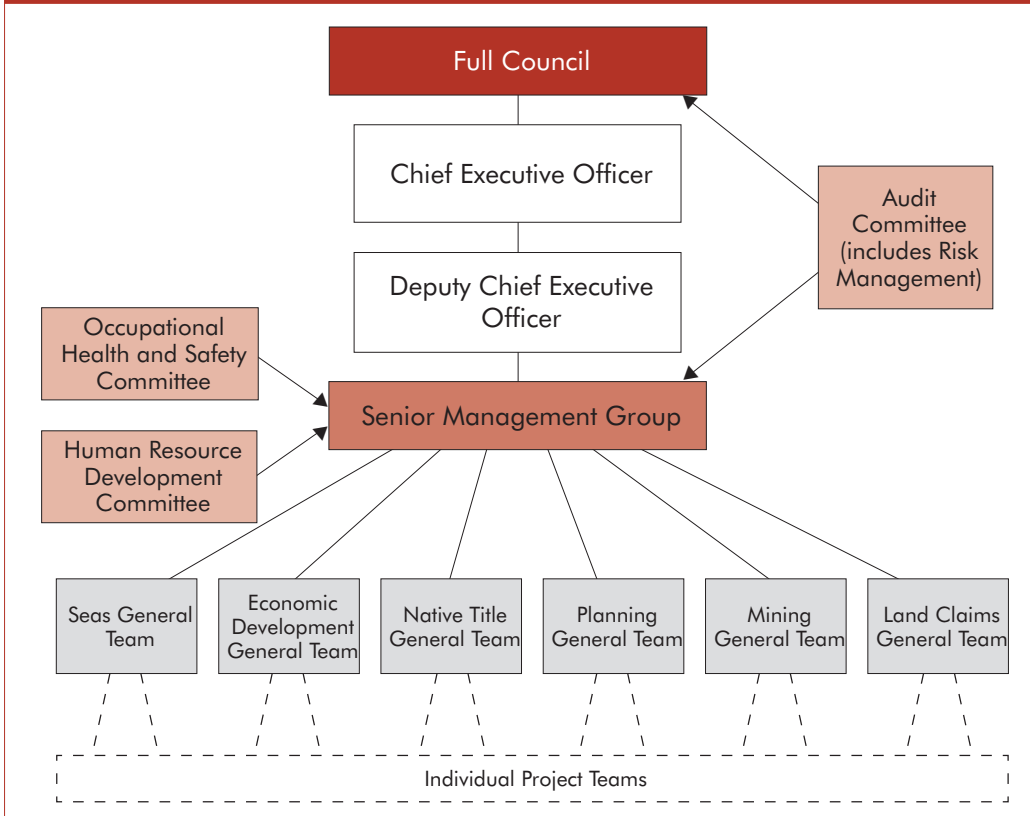 Full Council
Chief Executive Officer
Audit
Committee
(includes Risk
Management)
Deputy Chief Executive
Officer
Occupational
Health and Safety
Committee
Senior Management Group
Human Resource
Development
Committee
Seas General
Team
Economic
Development
General Team
Native Title
General Team
Planning
General Team
Mining
General Team
Land Claims
General Team
Individual Project Teams